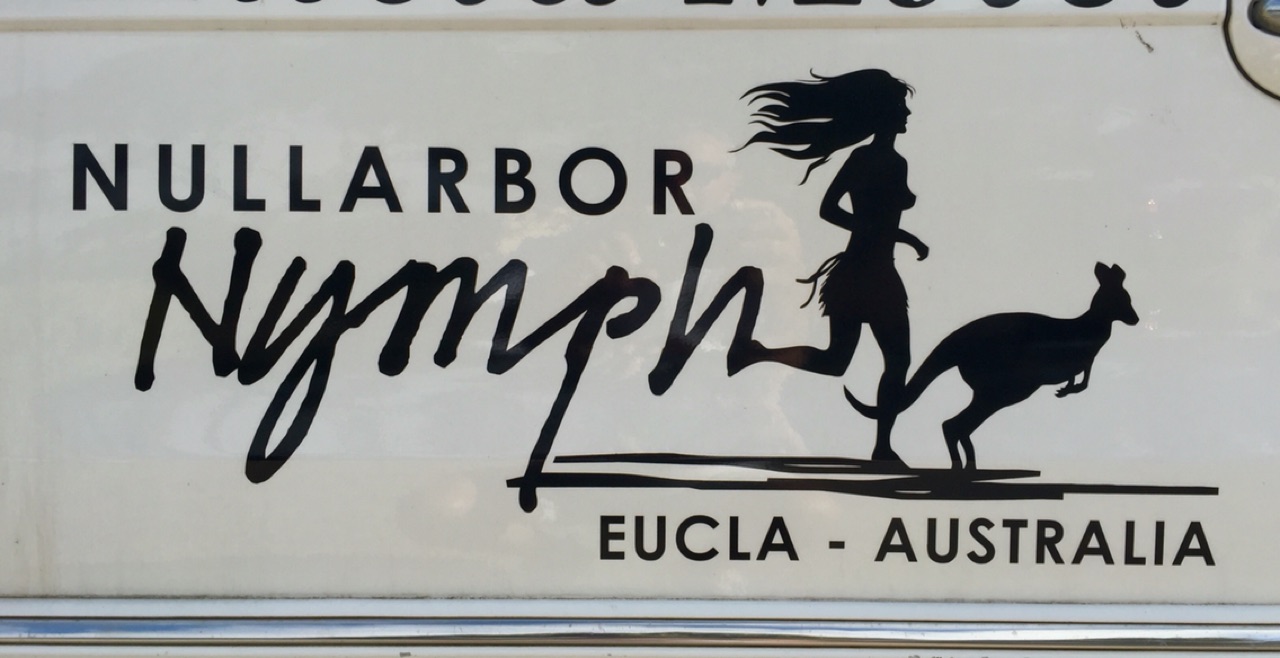 NULLARBOR
Nymph
EUCLA - AUSTRALIA